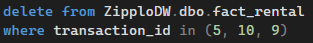 delete from ZipploDW.dbo.fact_rental
where transaction_id in (5, 10, 9)